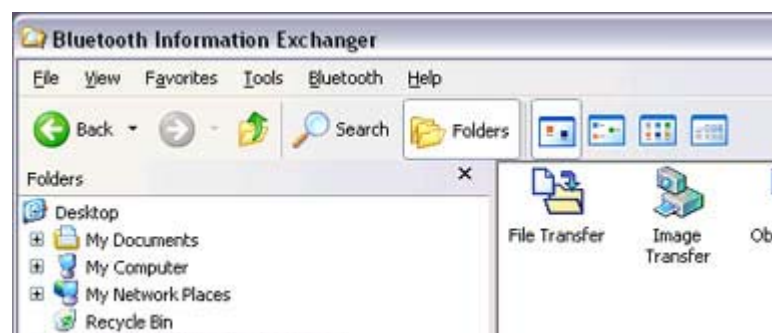 Bluetooth Information Exchanger
File View Favorites Tools Bluetooth Help
Back Search Folders
Folders
Desktop
My Documents
My Computer
My Network Places
Recycle Bin
File Transfer
Image
Transfer
Ob